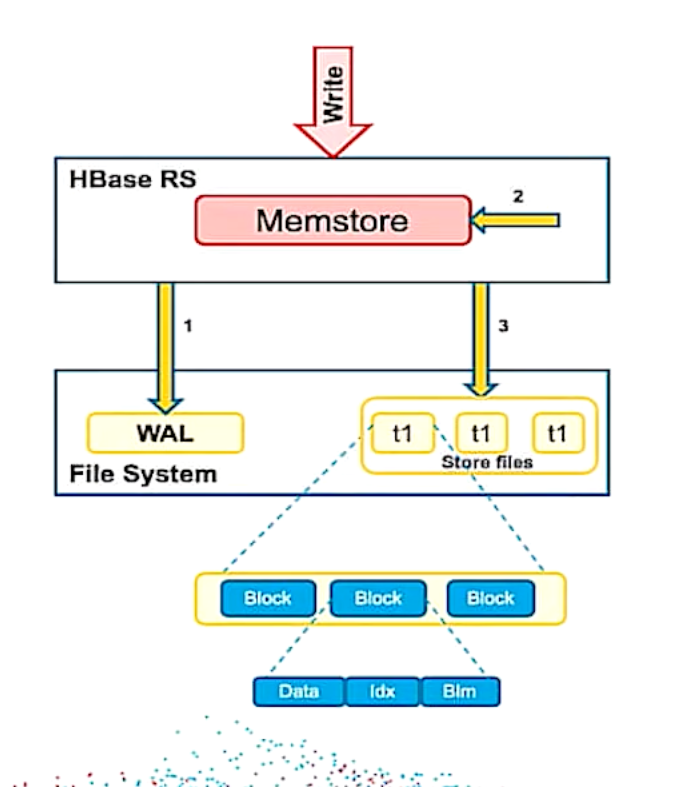 Write
HBase RS
Memstore
2
1
3
WAL
t1 t1 t1
Store files
File System
Block Block Block
Data Idx Blm